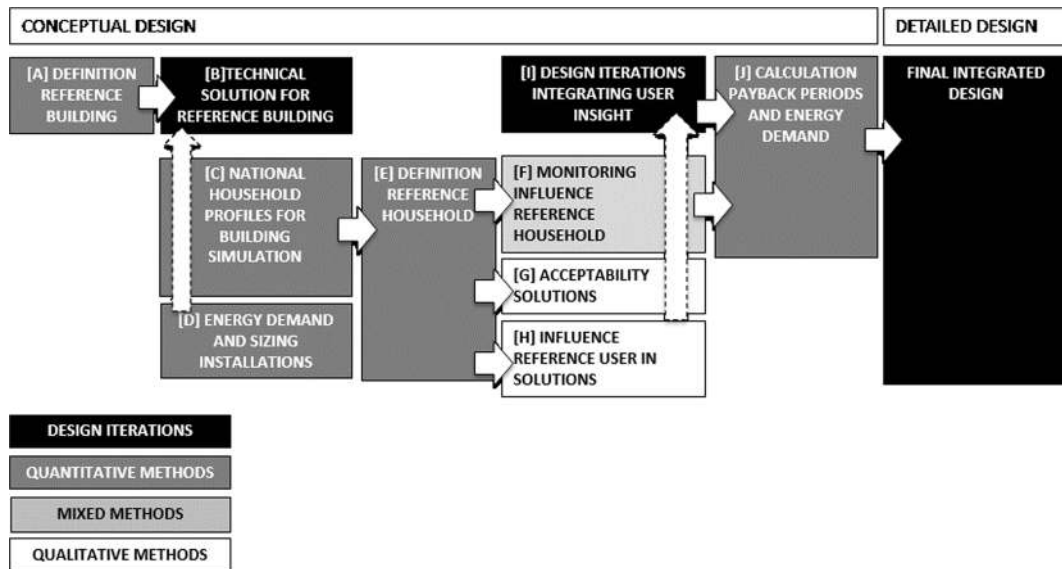 CONCEPTUAL DESIGN
DETAILED DESIGN
[A] DEFINITION
REFERENCE
BUILDING
[B]TECHNICAL
SOLUTION FOR
REFERENCE BUILDING
[I] DESIGN ITERATIONS
INTEGRATING USER
INSIGHT
[J] CALCULATION
PAYBACK PERIODS
AND ENERGY
DEMAND
FINAL INTEGRATED
DESIGN
[C] NATIONAL
HOUSEHOLD
PROFILES FOR
BUILDING
SIMULATION
[E] DEFINITION
REFERENCE
HOUSEHOLD
[F] MONITORING
INFLUENCE
REFERENCE
HOUSEHOLD
[G] ACCEPTABILITY
SOLUTIONS
[D] ENERGY DEMAND
AND SIZING
INSTALLATIONS
[H] INFLUENCE
REFERENCE USER IN
SOLUTIONS
DESIGN ITERATIONS
QUANTITATIVE METHODS
MIXED METHODS
QUALITATIVE METHODS